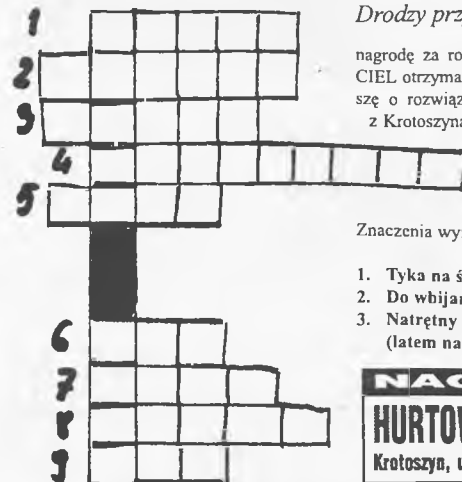 1
2
3
4
5
6
7
8
9
Drodzy prz
nagrodę za ro
CIEL otrzyma
szę o rozwiąz
z Krotoszyna
Znaczenia wy
1. Tyka na ś
2. Do wbijan
3. Natrętny
(latem na
NAG
HURTOW
Krotoszyn, u